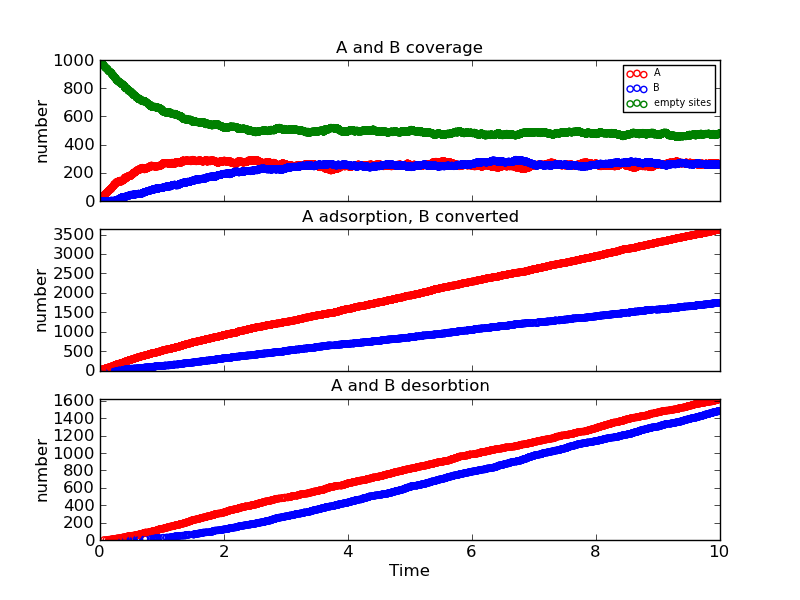 A and B coverage
1000
800
600
400
200
0
number
A
B
empty sites
A adsorption, B converted
3500
3000
2500
2000
1500
1000
500
0
number
A and B desorbtion
1600
1400
1200
1000
800
600
400
200
0
number
0 2 4 6 8 10
Time